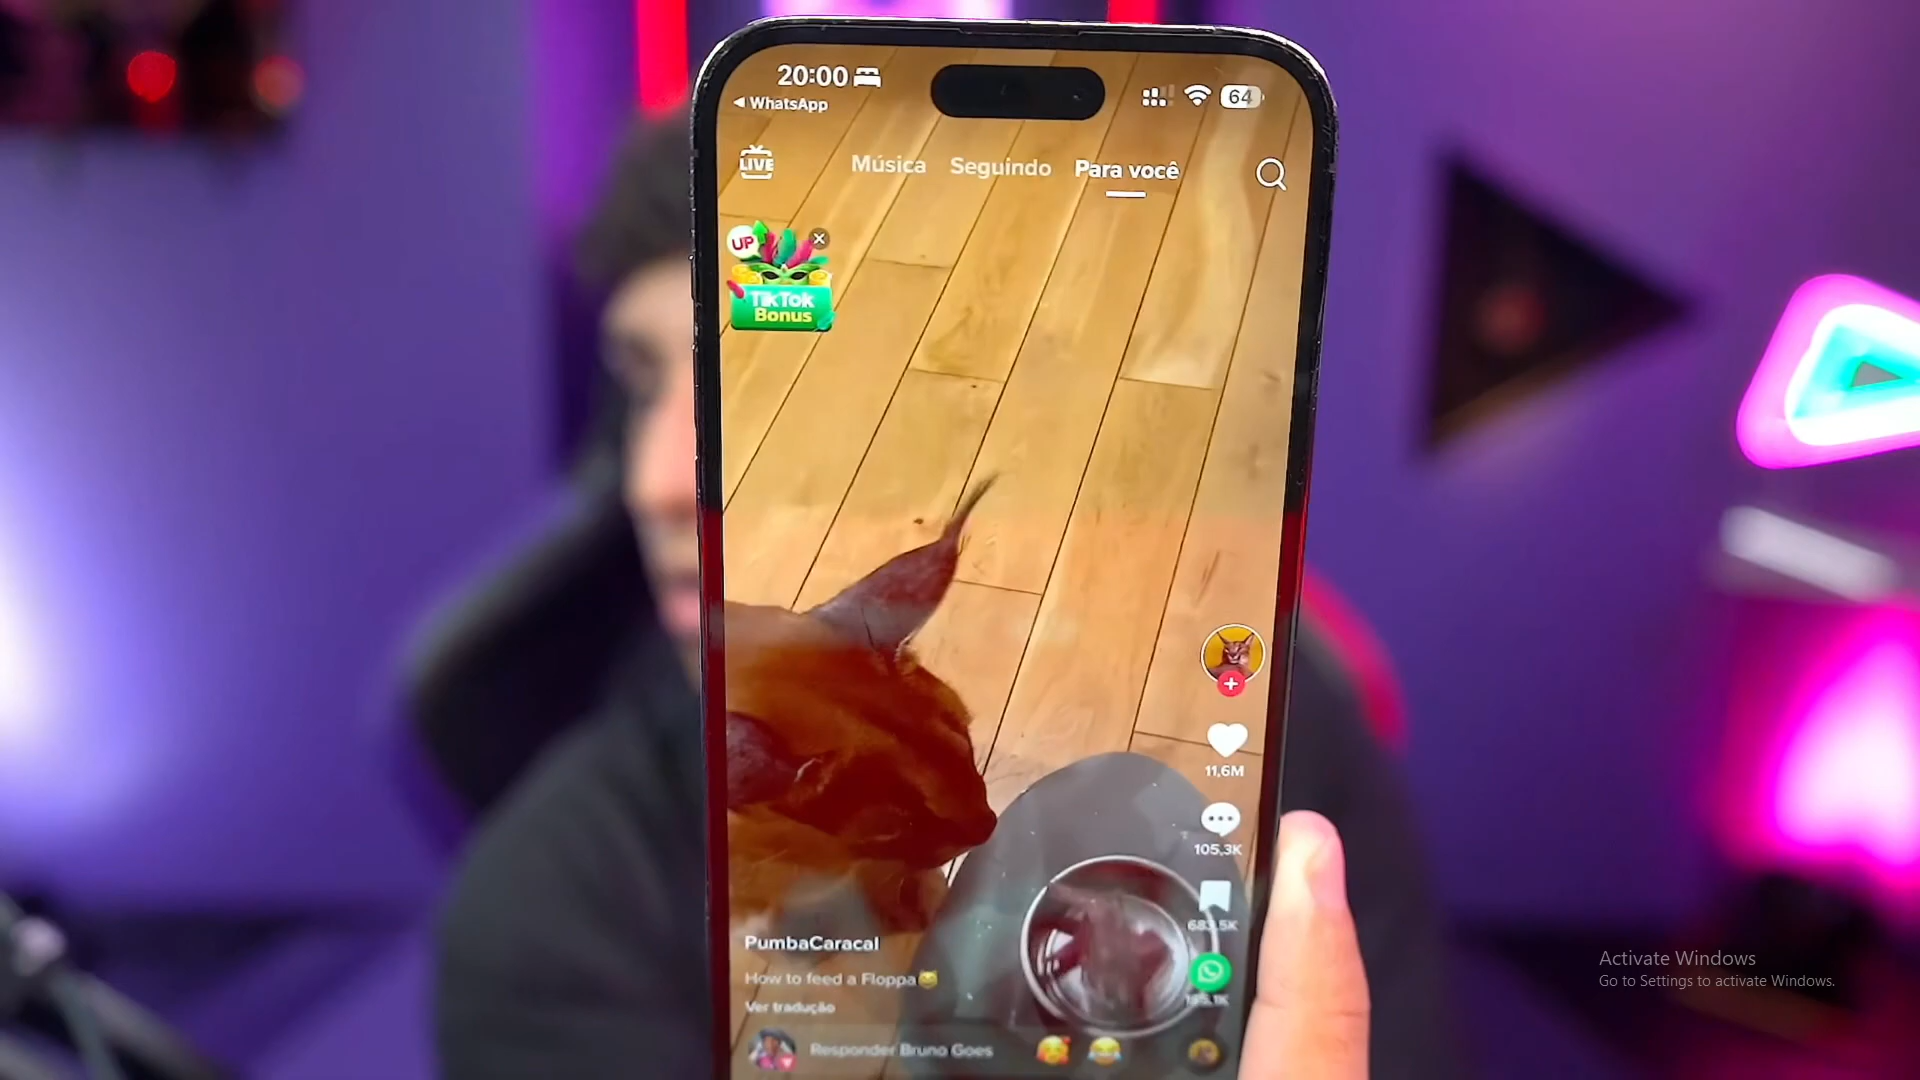 20:00
64
WhatsApp
LIVE
Música
Seguindo
Para você
UP
TikTok
Bonus
11,6M
105,3K
PumbaCaracal
How to feed a Floppa
Ver tradução
Responder Bruno Goes
Activate Windows
Go to Settings to activate Windows.